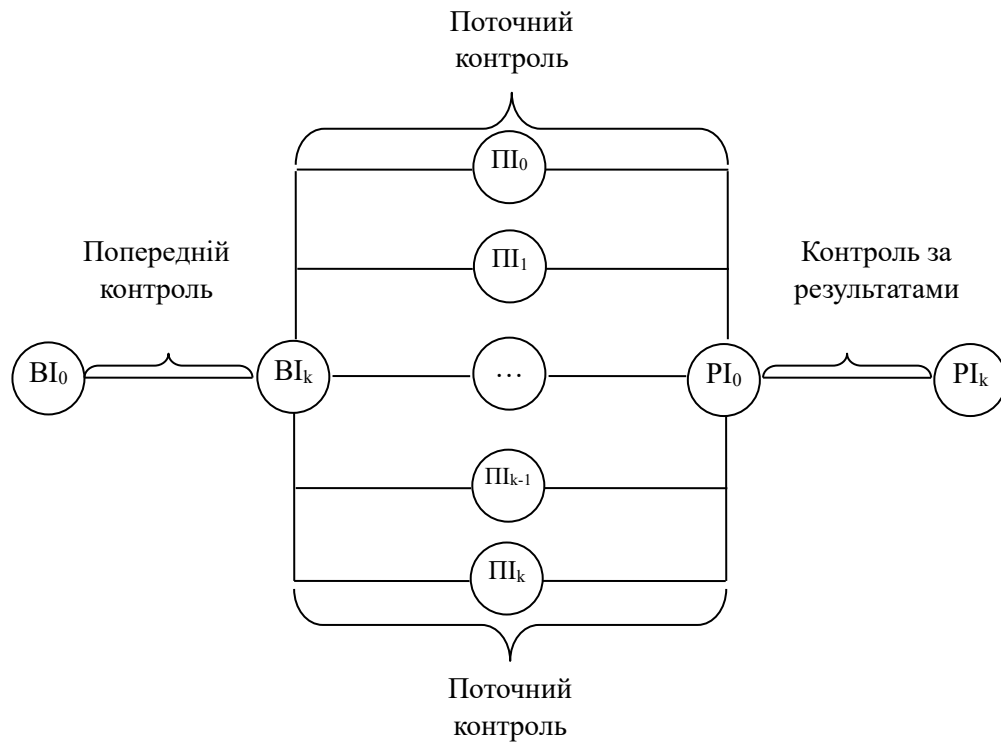 Поточний
контроль
ПІ₀
ПІ₁
Попередній
контроль
Контроль за
результатами
ВІ₀
ВІₖ
…
РІ₀
РІₖ
ПІₖ₋₁
ПІₖ
Поточний
контроль